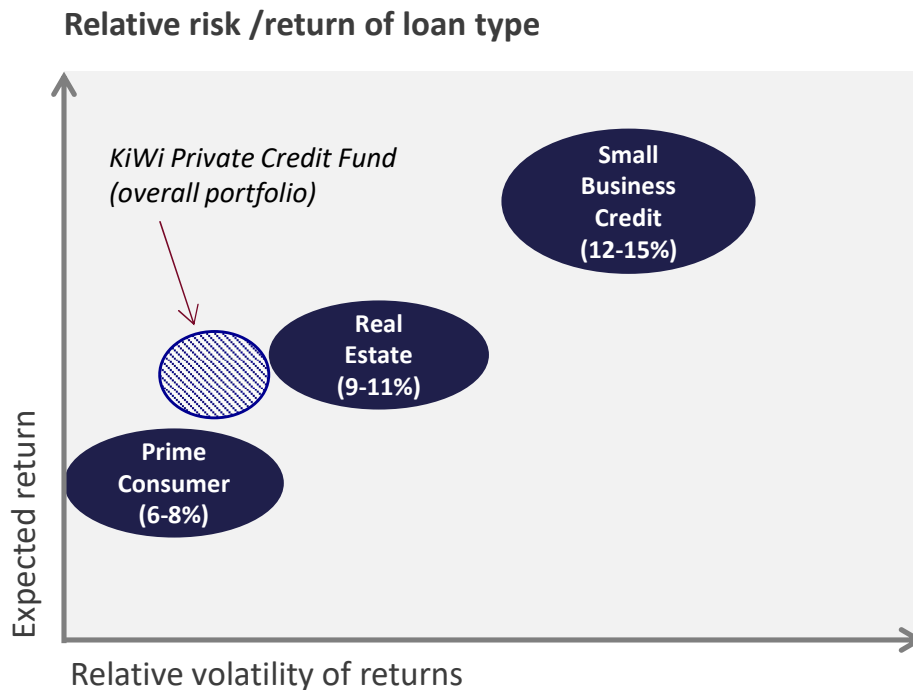 Relative risk /return of loan type
KiWi Private Credit Fund
(overall portfolio)
Small
Business
Credit
(12-15%)
Real
Estate
(9-11%)
Prime
Consumer
(6-8%)
Expected return
Relative volatility of returns